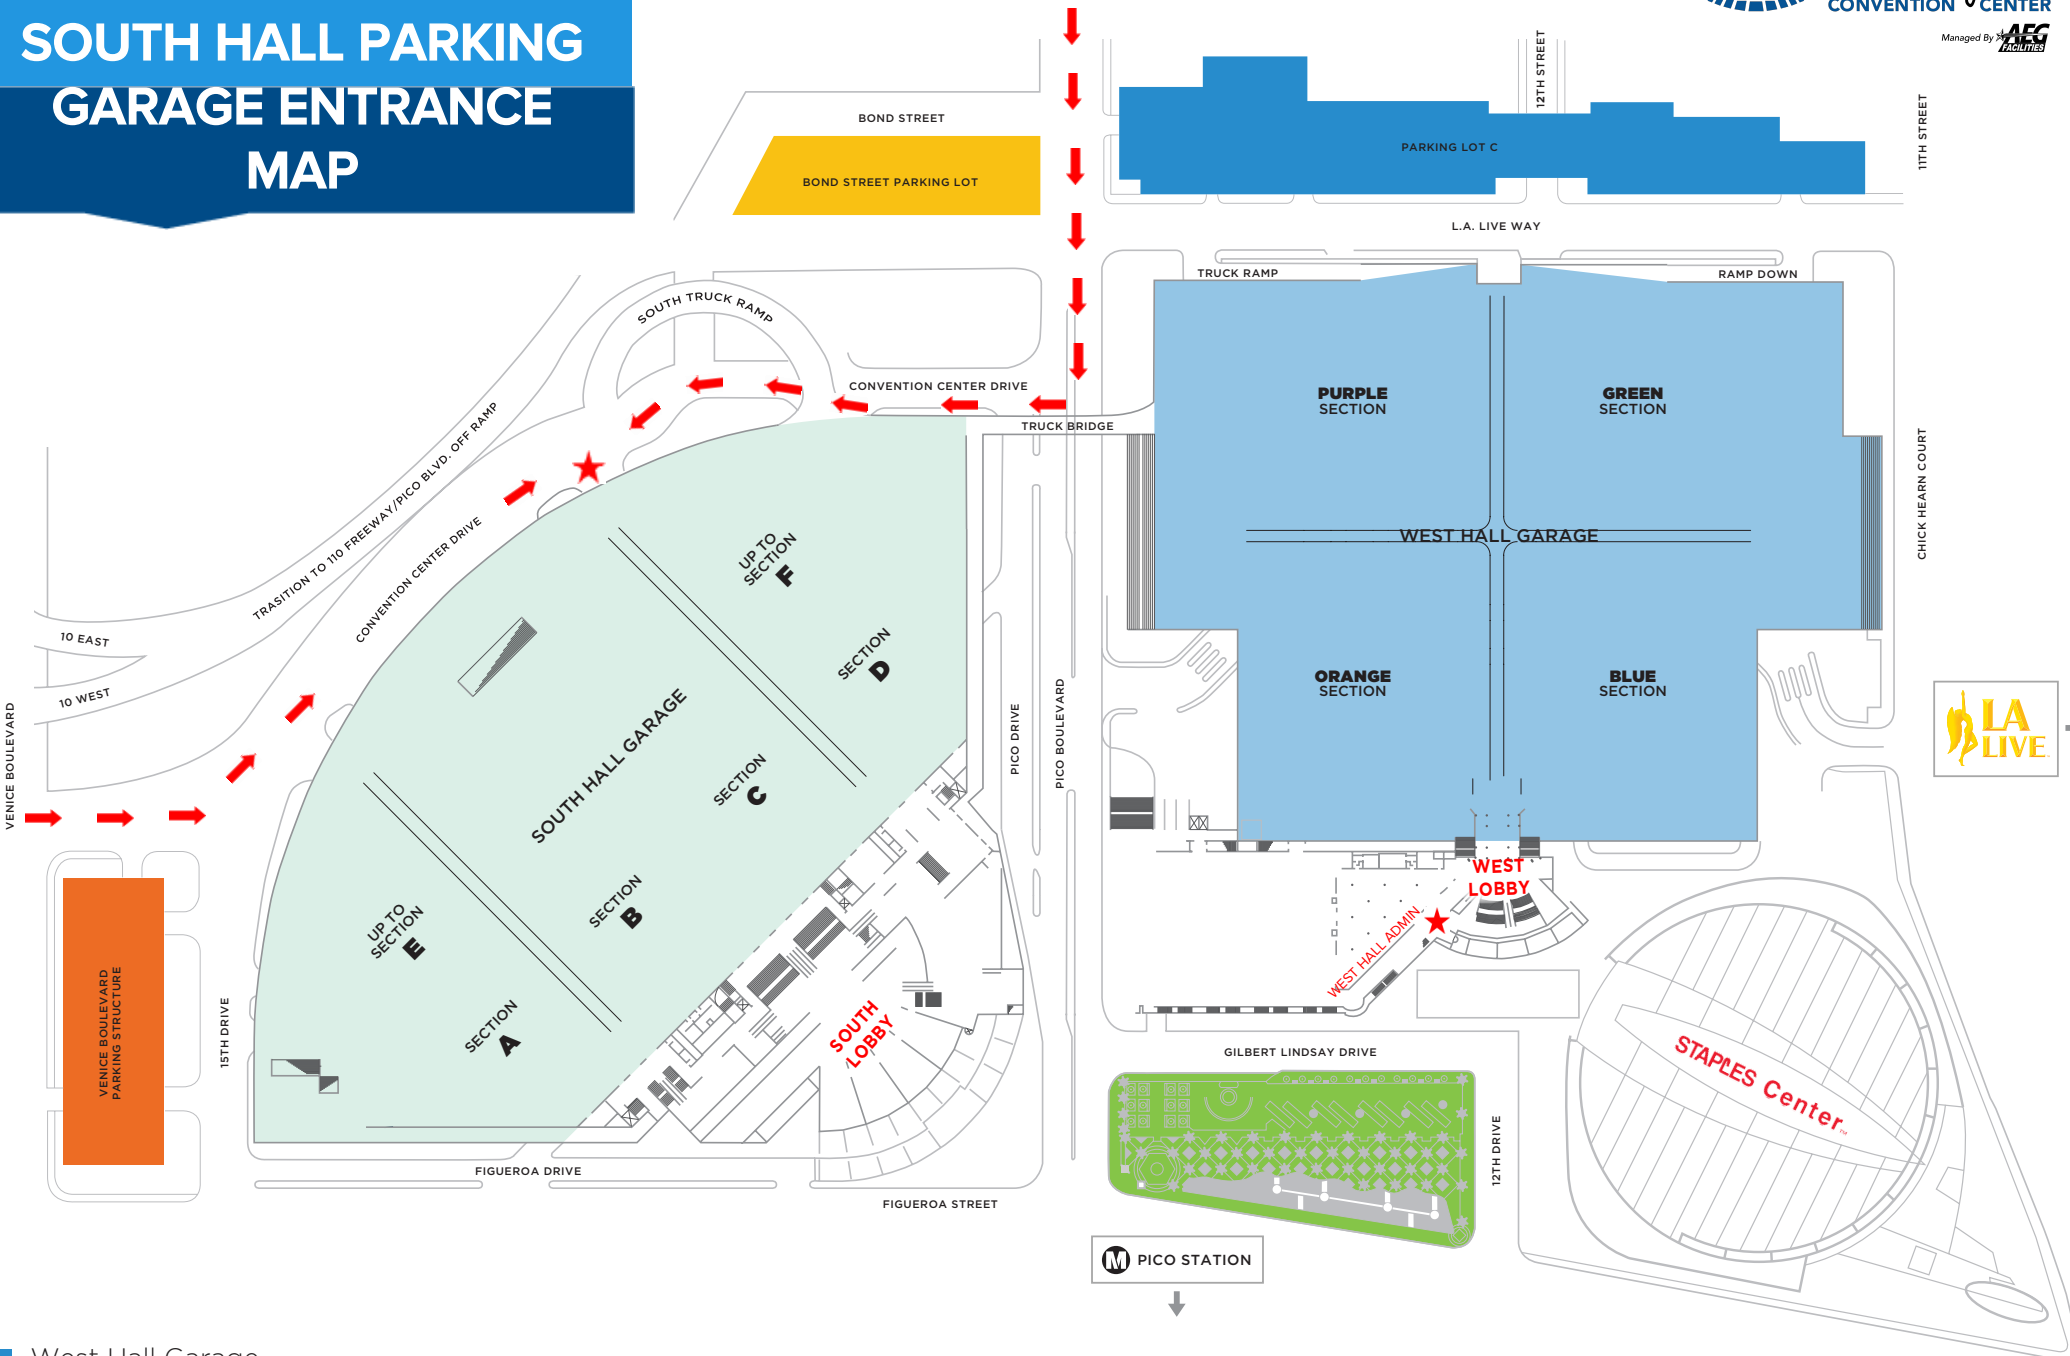 SOUTH HALL PARKING
GARAGE ENTRANCE
MAP
CONVENTION CENTER
Managed By AEG
FACILITIES
12TH STREET
11TH STREET
BOND STREET
BOND STREET PARKING LOT
PARKING LOT C
L.A. LIVE WAY
TRUCK RAMP
RAMP DOWN
SOUTH TRUCK RAMP
CONVENTION CENTER DRIVE
TRUCK BRIDGE
PURPLE
SECTION
GREEN
SECTION
TRASITION TO 110 FREEWAY/PICO BLVD. OFF RAMP
CONVENTION CENTER DRIVE
CHICK HEARN COURT
WEST HALL GARAGE
UP TO
SECTION
F
SECTION
D
10 EAST
10 WEST
ORANGE
SECTION
BLUE
SECTION
VENICE BOULEVARD
SOUTH HALL GARAGE
SECTION
C
PICO DRIVE
PICO BOULEVARD
LA
LIVE
SECTION
B
UP TO
SECTION
E
WEST
LOBBY
WEST HALL ADMIN
VENICE BOULEVARD
PARKING STRUCTURE
15TH DRIVE
SECTION
A
SOUTH
LOBBY
GILBERT LINDSAY DRIVE
STAPLES Center
TM
12TH DRIVE
FIGUEROA DRIVE
FIGUEROA STREET
M PICO STATION
West Hall Garage